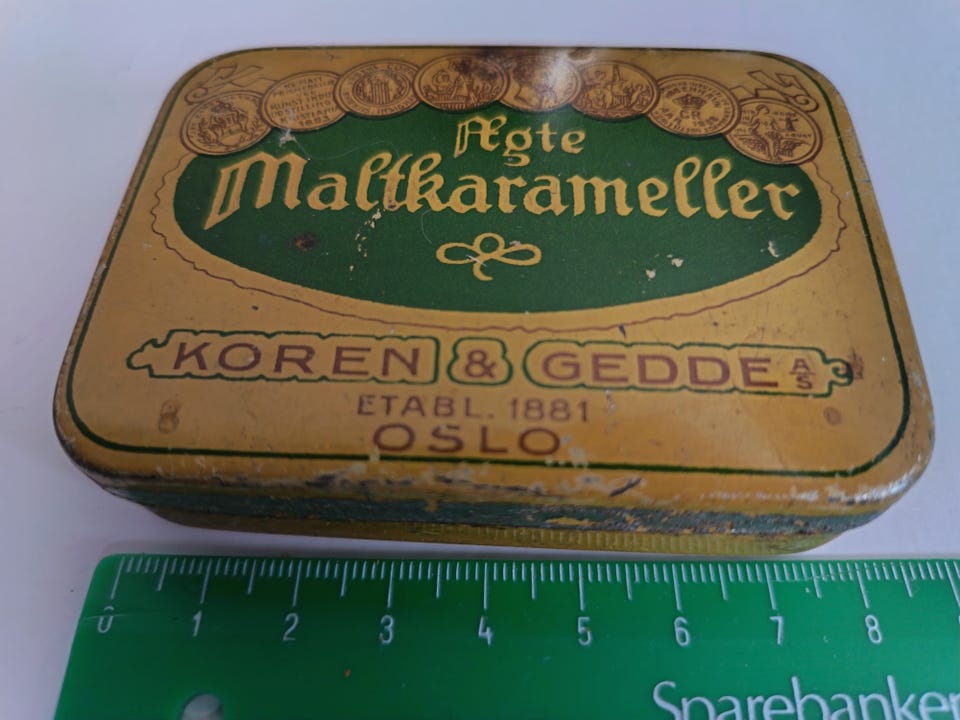 Ægte
Maltkarameller
KOREN & GEDDE A/S
ETABL. 1881
OSLO
0 1 2 3 4 5 6 7 8
Sparebanken